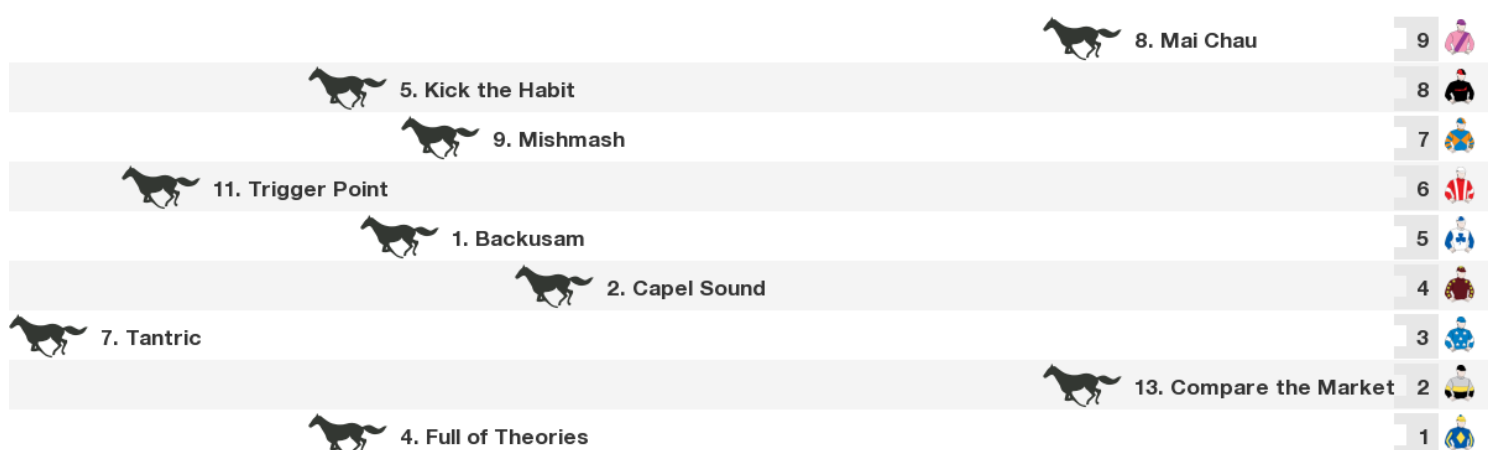 8. Mai Chau 9
5. Kick the Habit 8
9. Mishmash 7
11. Trigger Point 6
1. Backusam 5
2. Capel Sound 4
7. Tantric 3
13. Compare the Market 2
4. Full of Theories 1